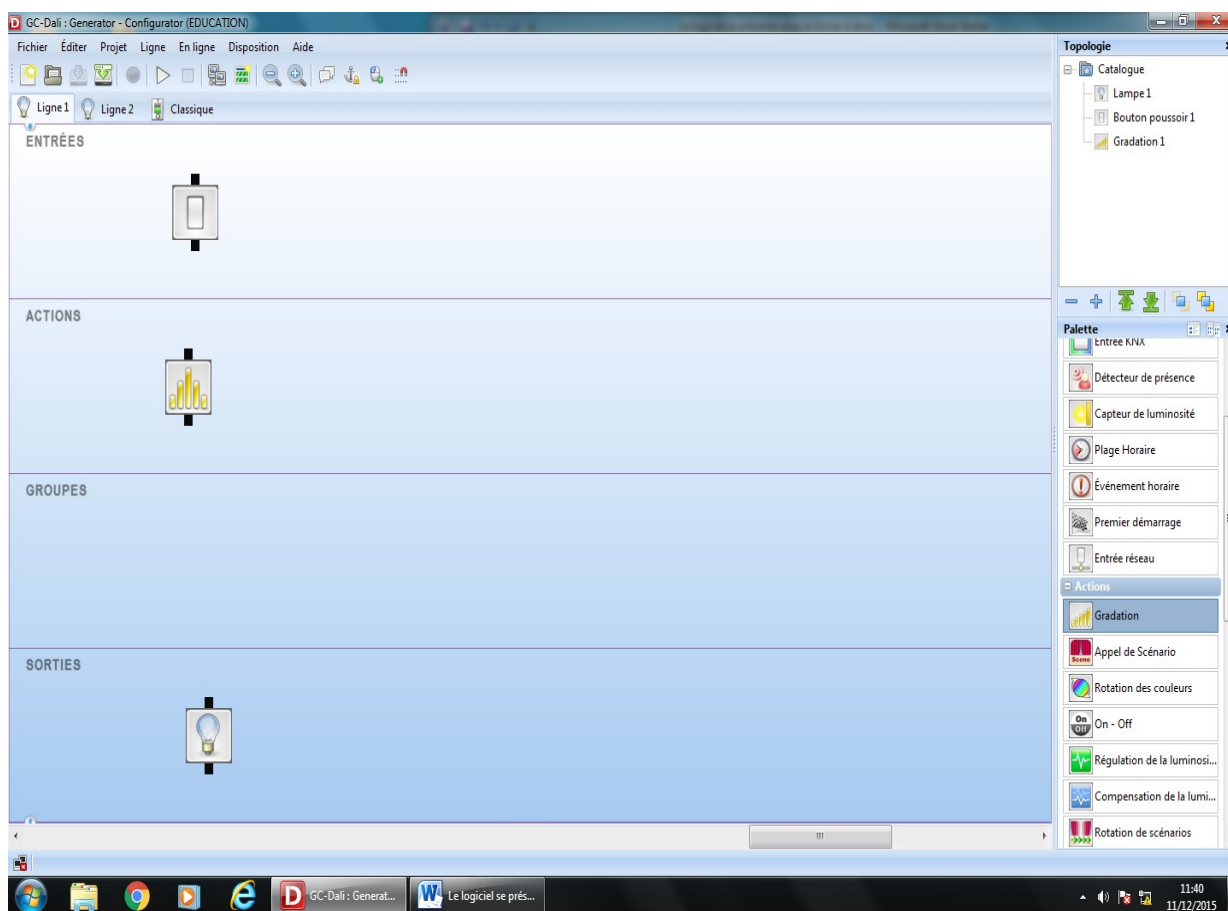 GC-Dali : Generator - Configurator (EDUCATION)
Fichier Éditer Projet Ligne En ligne Disposition Aide
Ligne 1 Ligne 2 Classique
ENTRÉES
ACTIONS
GROUPES
SORTIES
Topologie
Catalogue
Lampe 1
Bouton poussoir 1
Gradation 1
Palette
Entrée KNX
Détecteur de présence
Capteur de luminosité
Plage Horaire
Événement horaire
Premier démarrage
Entrée réseau
Actions
Gradation
Scene
Appel de Scénario
Rotation des couleurs
On Off
On - Off
Régulation de la luminosi...
Compensation de la lumi...
Rotation de scénarios
GC-Dali : Generat...
Le logiciel se prés...
11:40
11/12/2015